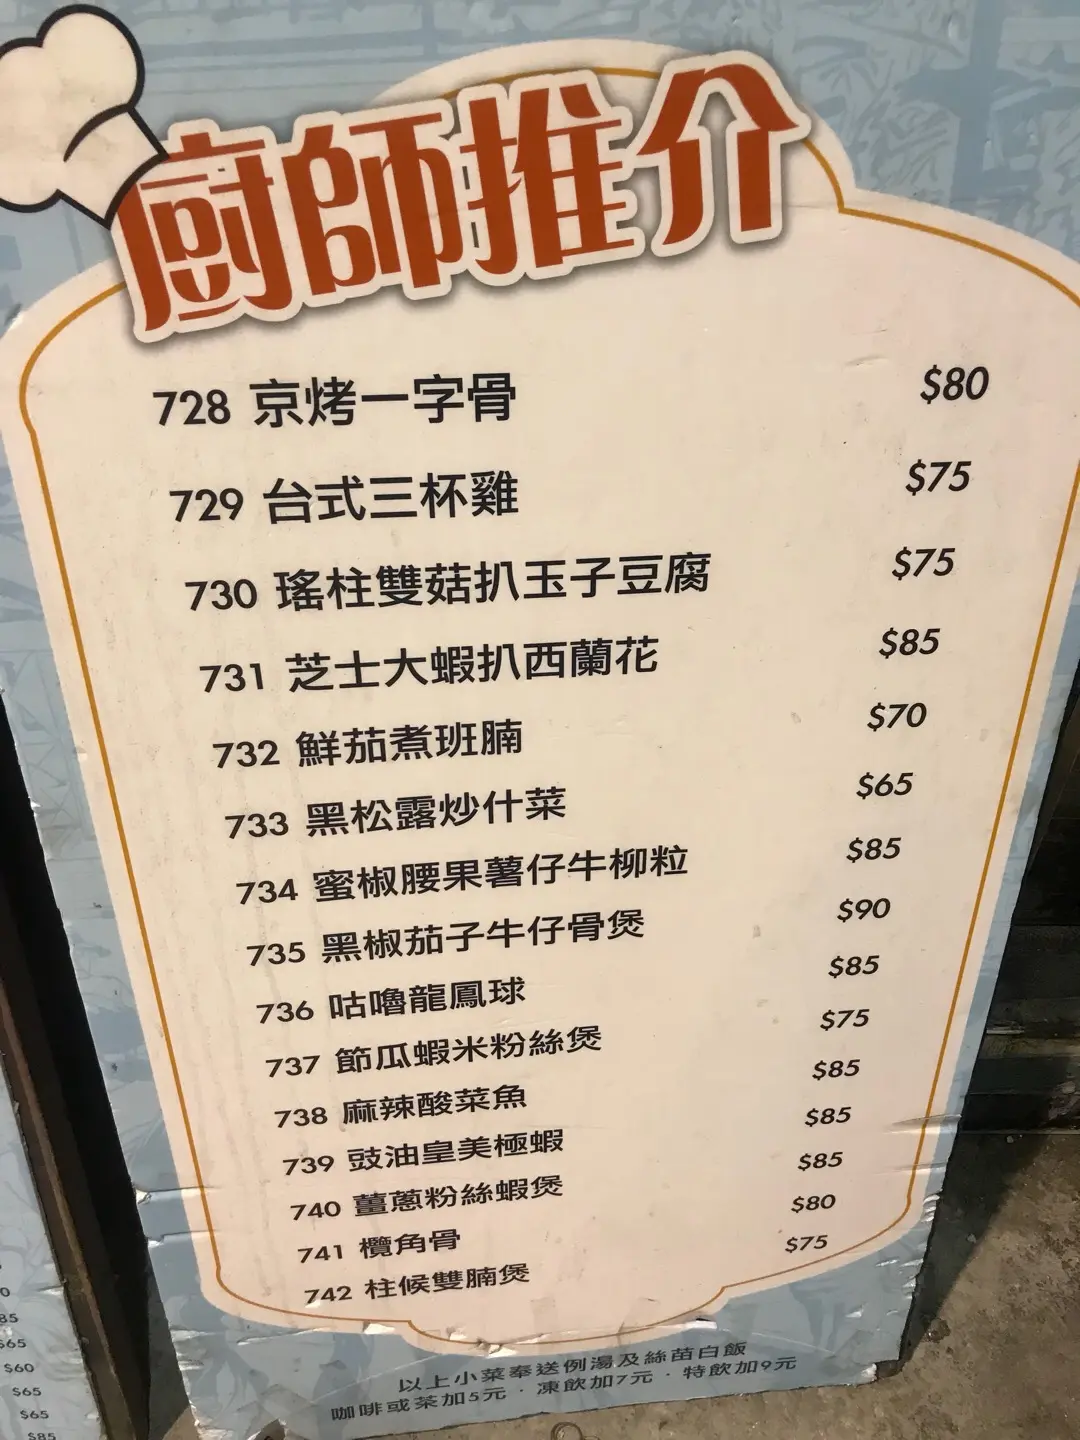 廚師推介
728 京烤一字骨 $80
729 台式三杯雞 $75
730 瑤柱雙菇扒玉子豆腐 $75
731 芝士大蝦扒西蘭花 $85
732 鮮茄煮班腩 $70
733 黑松露炒什菜 $65
734 蜜椒腰果薯仔牛柳粒 $85
735 黑椒茄子牛仔骨煲 $90
736 咕嚕龍鳳球 $85
737 節瓜蝦米粉絲煲 $75
738 麻辣酸菜魚 $85
739 豉油皇美極蝦 $85
740 薑蔥粉絲蝦煲 $85
741 欖角骨 $80
742 柱候雙腩煲 $75
以上小菜奉送例湯及絲苗白飯
咖啡或茶加5元．凍飲加7元．特飲加9元
$65
$60
$65
$65
$85